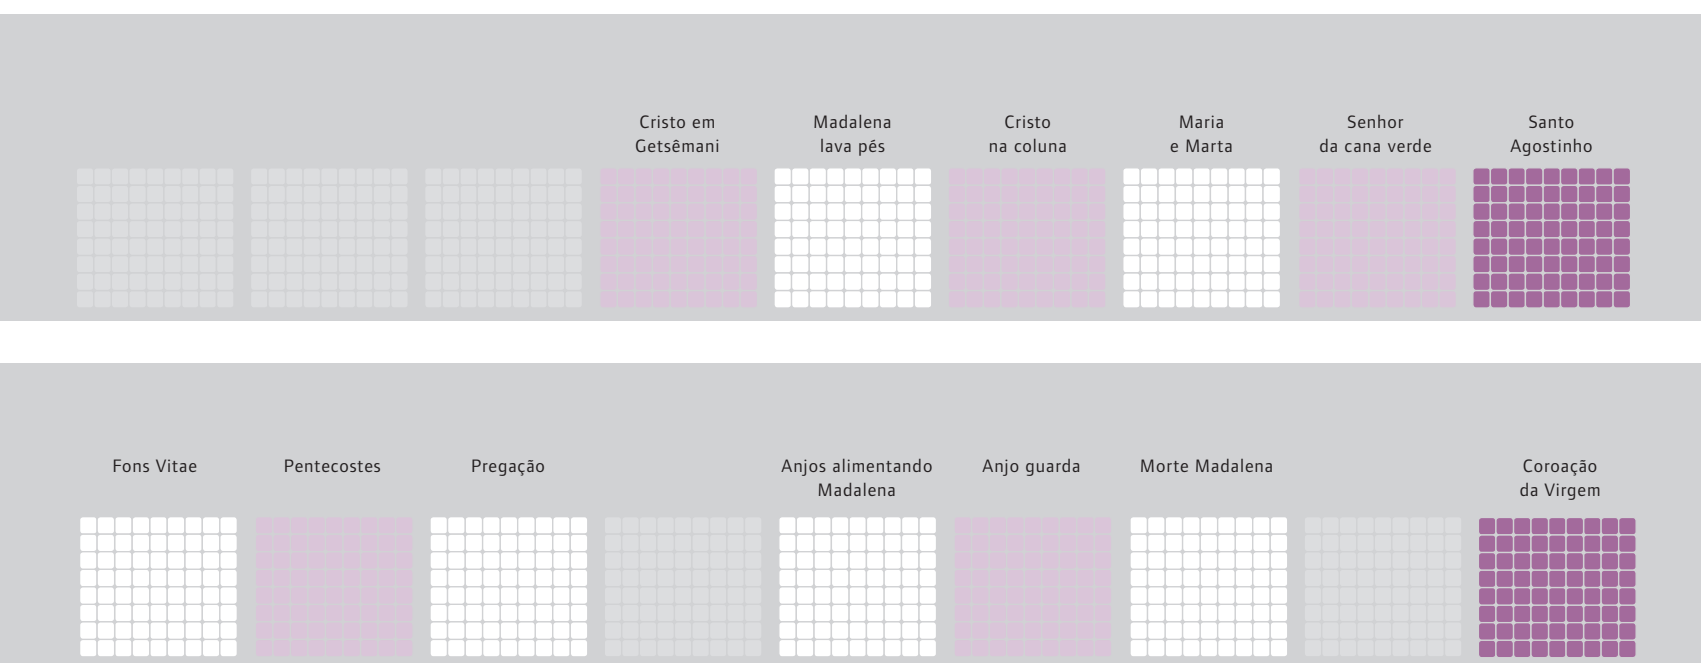 Cristo em
Getsêmani
Madalena
lava pés
Cristo
na coluna
Maria
e Marta
Senhor
da cana verde
Santo
Agostinho
Fons Vitae
Pentecostes
Pregação
Anjos alimentando
Madalena
Anjo guarda
Morte Madalena
Coroação
da Virgem